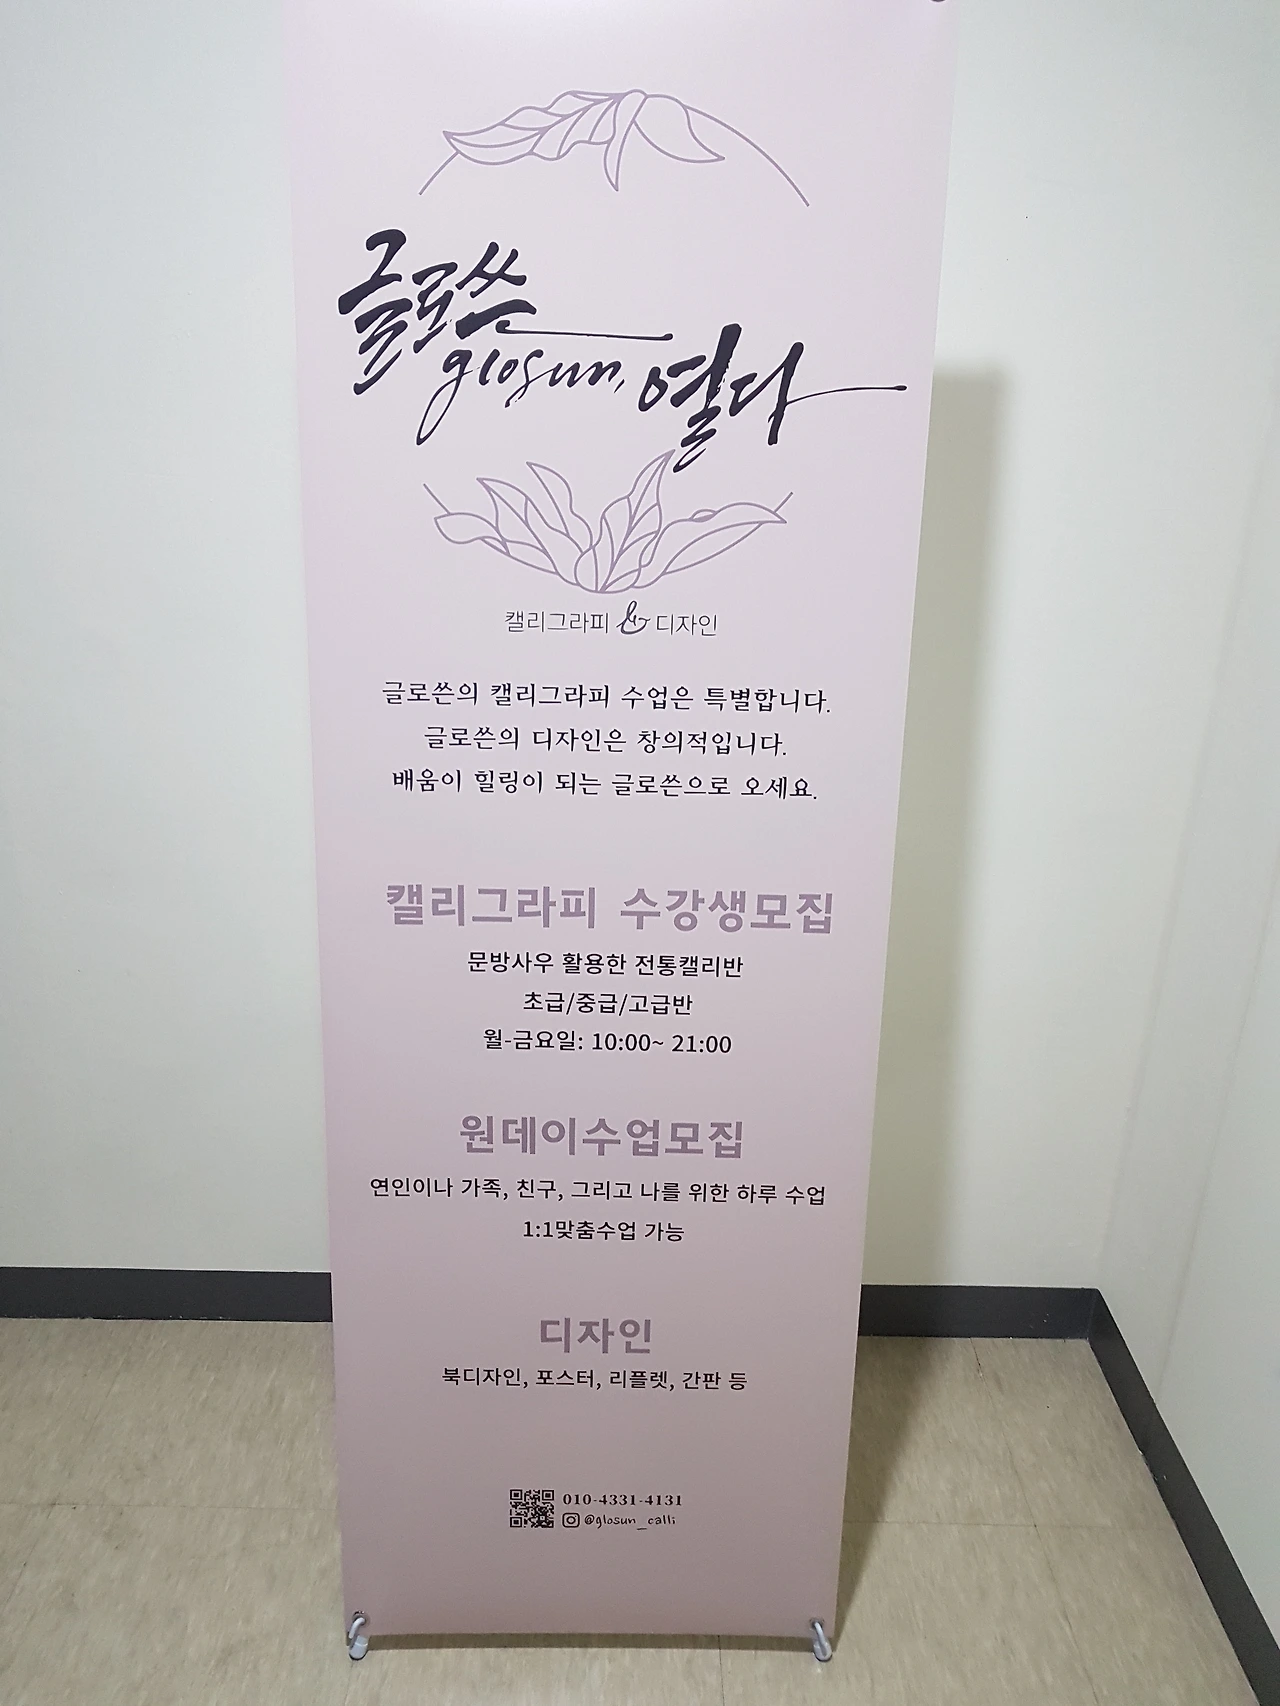 글로쓴
glosun,
열다
캘리그라피 & 디자인
글로쓴의 캘리그라피 수업은 특별합니다.
글로쓴의 디자인은 창의적입니다.
배움이 힐링이 되는 글로쓴으로 오세요.
캘리그라피 수강생모집
문방사우 활용한 전통캘리반
초급/중급/고급반
월-금요일: 10:00~ 21:00
원데이수업모집
연인이나 가족, 친구, 그리고 나를 위한 하루 수업
1:1맞춤수업 가능
디자인
북디자인, 포스터, 리플렛, 간판 등
010-4331-4131
@glosun_calli